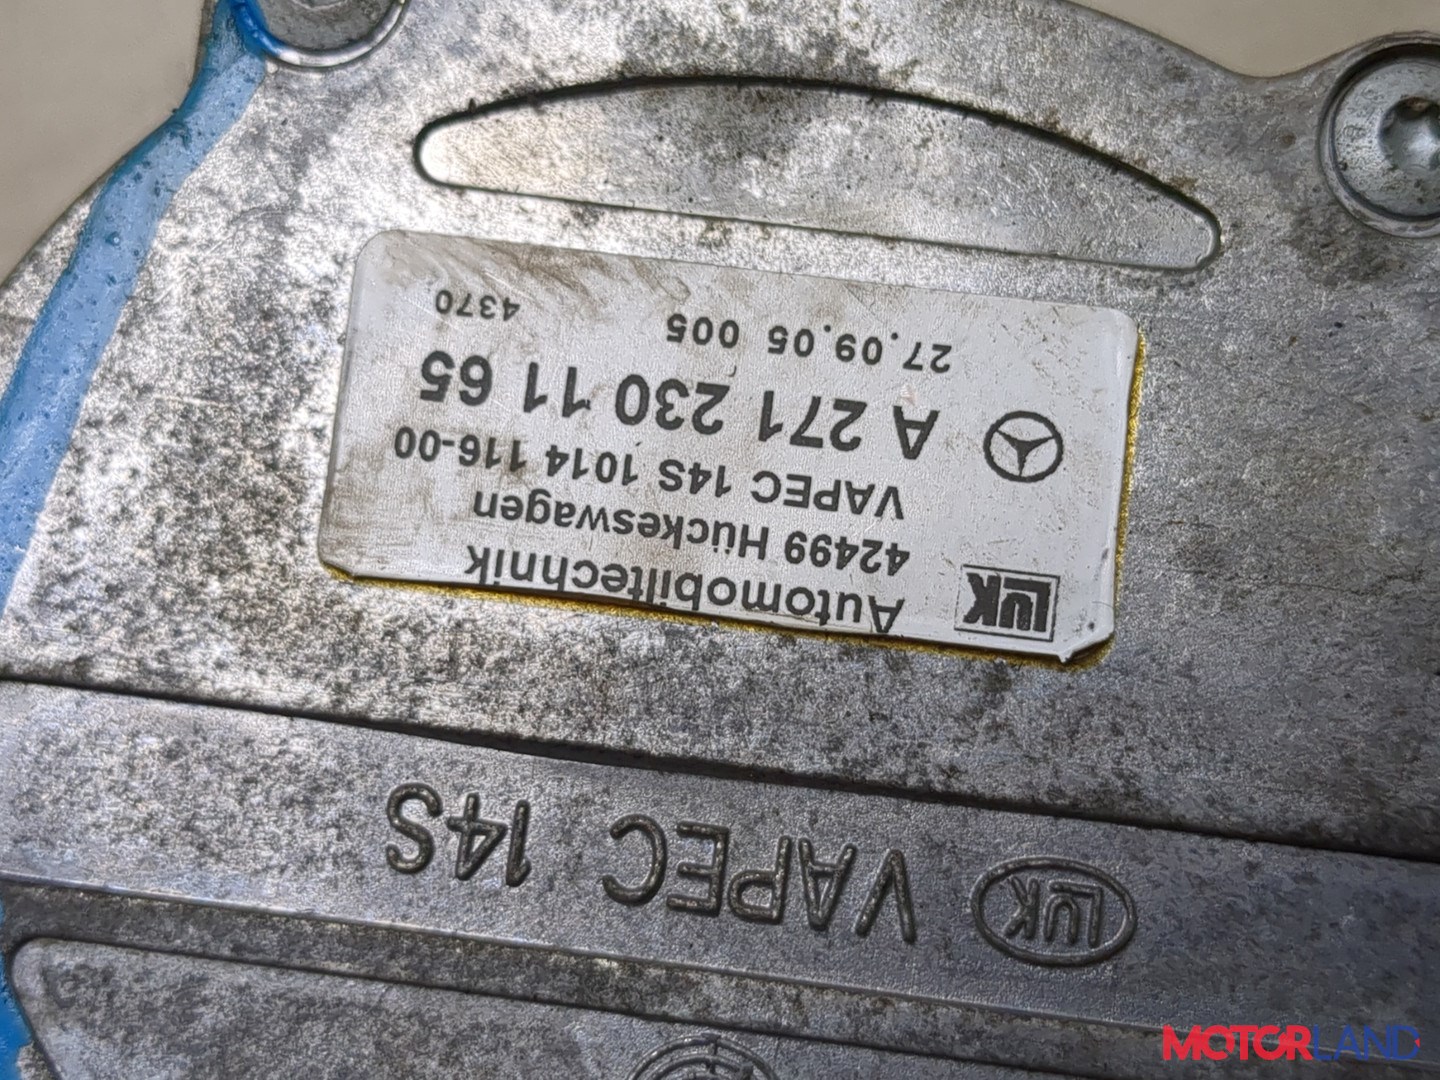 LUK VAPEC 14S
LUK Automobiltechnik
42499 Hückeswagen
VAPEC 14S 1014 116-00
A 271 230 11 65
27.09.05 005 4370
MOTORLAND